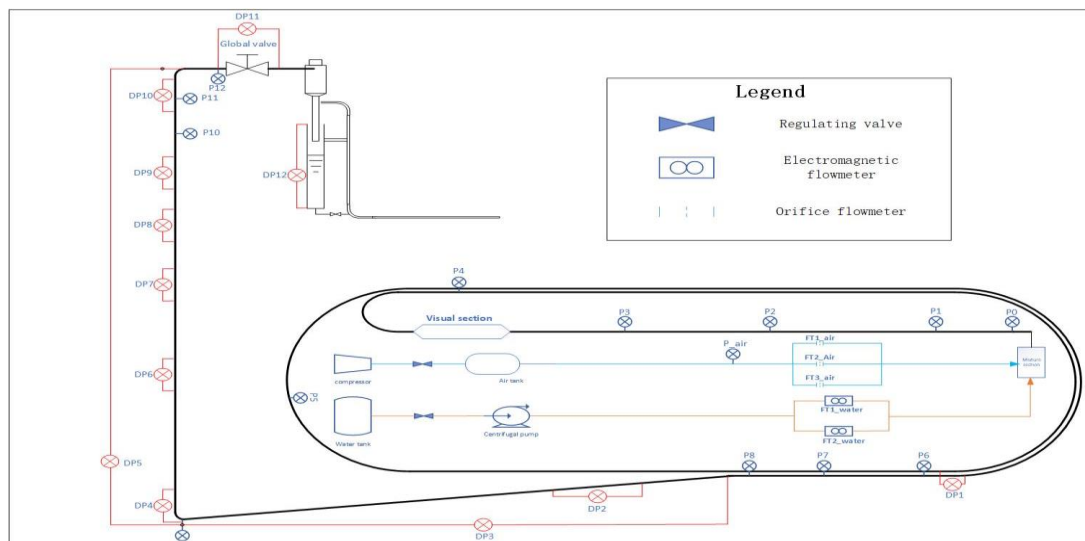 DP11
Global valve
P12
DP10
P11
P10
DP9
DP12
DP8
DP7
DP6
DP5
DP4
Legend
Regulating valve
Electromagnetic
flowmeter
Orifice flowmeter
P4
Visual section
P3
P2
P1
P0
P_air
FT1_air
FT2_Air
FT3_air
compressor
Air tank
P5
Water tank
Centrifugal pump
FT1_water
FT2_water
P8
P7
P6
DP1
DP2
DP3